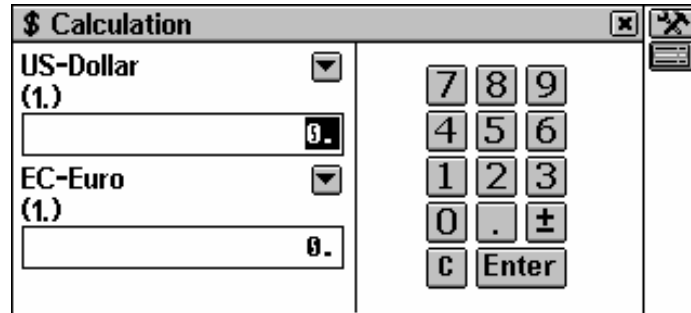 $ Calculation
US-Dollar
(1.)
0.
EC-Euro
(1.)
0.
7 8 9
4 5 6
1 2 3
0 . ±
C Enter